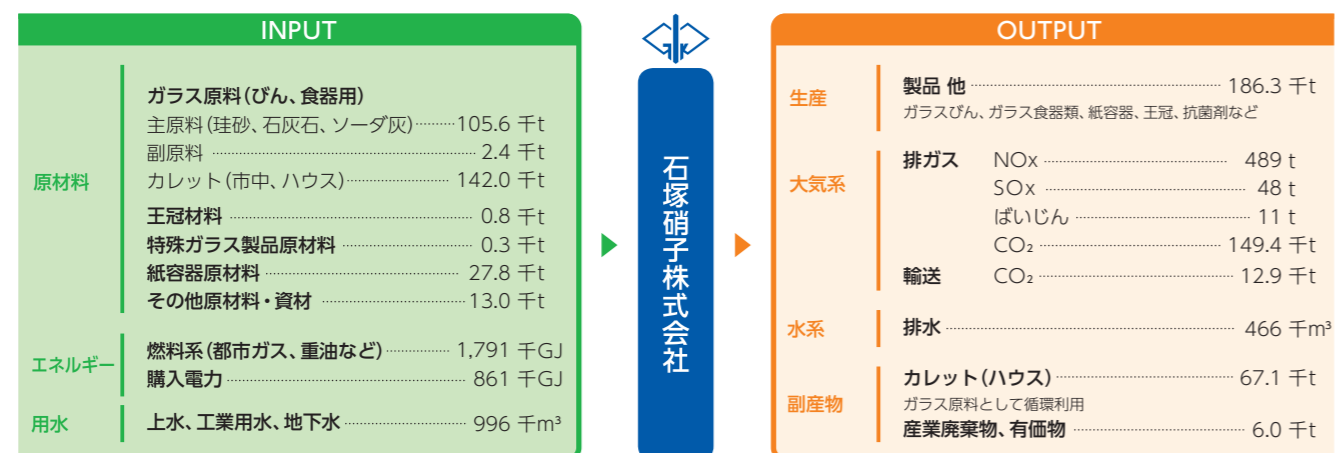 INPUT
原材料
ガラス原料(びん、食器用)
主原料(珪砂、石灰石、ソーダ灰) 105.6 千t
副原料 2.4 千t
カレット(市中、ハウス) 142.0 千t
王冠材料 0.8 千t
特殊ガラス製品原材料 0.3 千t
紙容器原材料 27.8 千t
その他原材料・資材 13.0 千t
エネルギー
燃料系(都市ガス、重油など) 1,791 千GJ
購入電力 861 千GJ
用水
上水、工業用水、地下水 996 千m³
石塚硝子株式会社
OUTPUT
生産
製品 他 186.3 千t
ガラスびん、ガラス食器類、紙容器、王冠、抗菌剤など
大気系
排ガス NOx 489 t
SOx 48 t
ばいじん 11 t
CO₂ 149.4 千t
輸送 CO₂ 12.9 千t
水系
排水 466 千m³
副産物
カレット(ハウス) 67.1 千t
ガラス原料として循環利用
産業廃棄物、有価物 6.0 千t